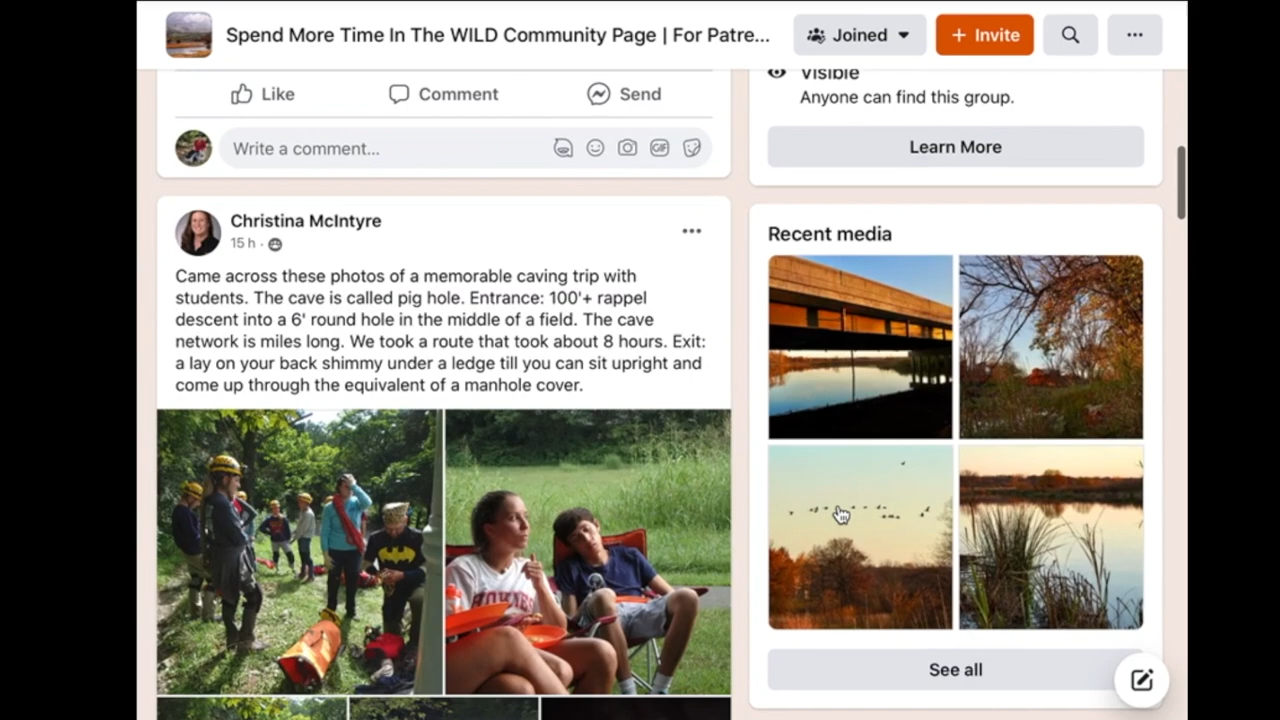 Spend More Time In The WILD Community Page | For Patre...
Joined
+ Invite
Like
Comment
Send
Write a comment...
GIF
Visible
Anyone can find this group.
Learn More
Christina McIntyre
15 h ·
Came across these photos of a memorable caving trip with
students. The cave is called pig hole. Entrance: 100'+ rappel
descent into a 6' round hole in the middle of a field. The cave
network is miles long. We took a route that took about 8 hours. Exit:
a lay on your back shimmy under a ledge till you can sit upright and
come up through the equivalent of a manhole cover.
Recent media
See all